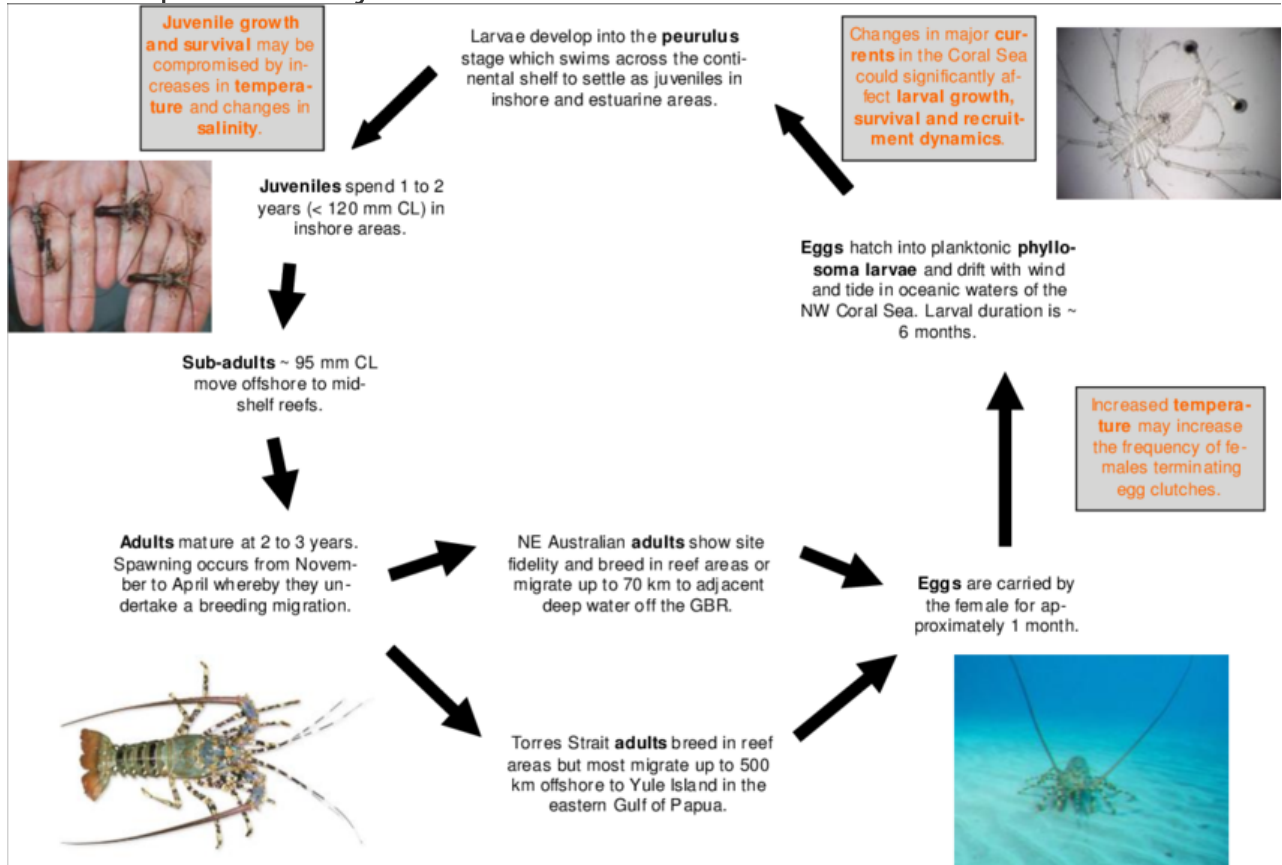 Juvenile growth
and survival may be
compromised by in-
creases in tempera-
ture and changes in
salinity.
Larvae develop into the peurulus
stage which swims across the conti-
nental shelf to settle as juveniles in
inshore and estuarine areas.
Changes in major cur-
rents in the Coral Sea
could significantly af-
fect larval growth,
survival and recruit-
ment dynamics.
Juveniles spend 1 to 2
years (< 120 mm CL) in
inshore areas.
Eggs hatch into planktonic phyllo-
soma larvae and drift with wind
and tide in oceanic waters of the
NW Coral Sea. Larval duration is ~
6 months.
Sub-adults ~ 95 mm CL
move offshore to mid-
shelf reefs.
Increased tempera-
ture may increase
the frequency of fe-
males terminating
egg clutches.
Adults mature at 2 to 3 years.
Spawning occurs from Novem-
ber to April whereby they un-
dertake a breeding migration.
NE Australian adults show site
fidelity and breed in reef areas or
migrate up to 70 km to adjacent
deep water off the GBR.
Eggs are carried by
the female for ap-
proximately 1 month.
Torres Strait adults breed in reef
areas but most migrate up to 500
km offshore to Yule Island in the
eastern Gulf of Papua.